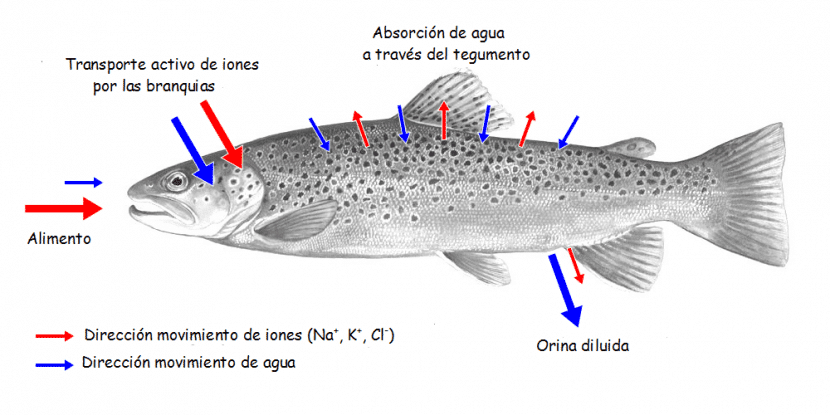 Absorción de agua
a través del tegumento
Transporte activo de iones
por las branquias
Alimento
Dirección movimiento de iones (Na⁺, K⁺, Cl⁻)
Dirección movimiento de agua
Orina diluida